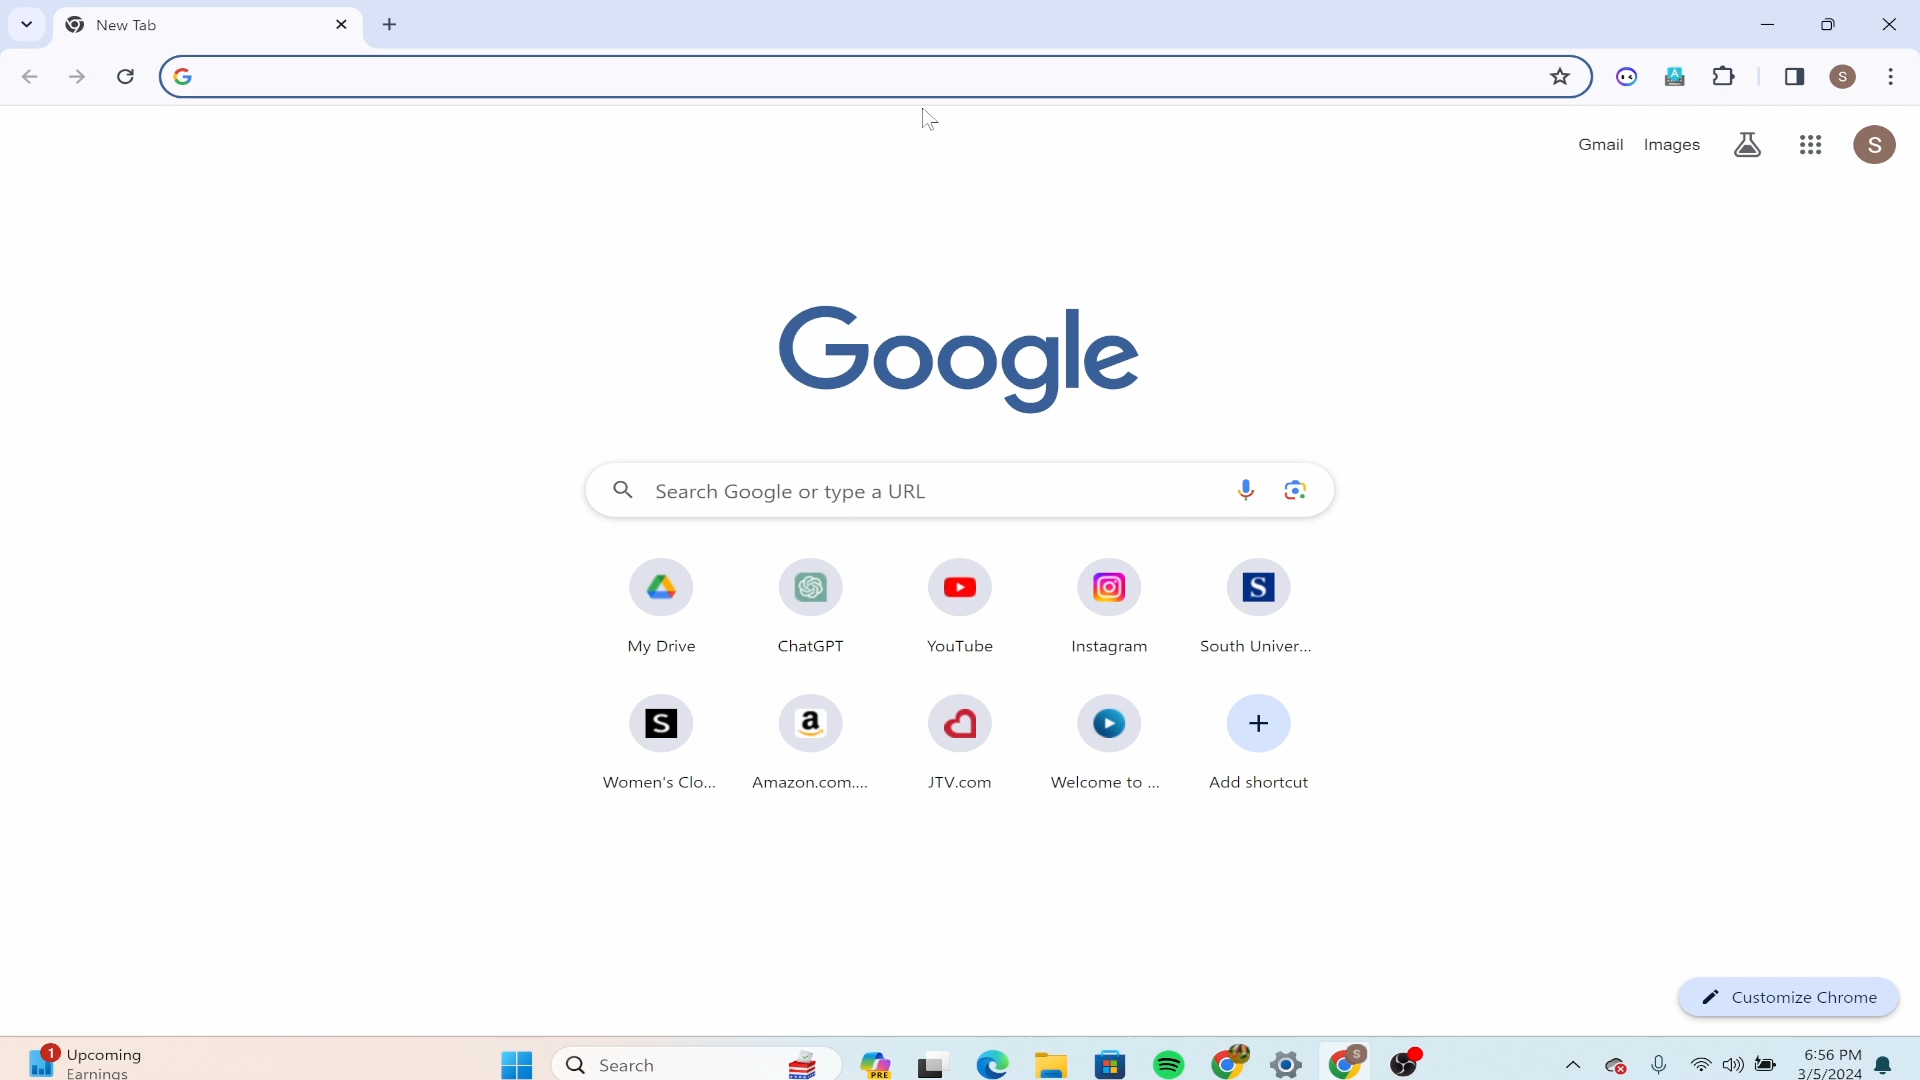 New Tab
Gmail Images
S
Google
Search Google or type a URL
My Drive ChatGPT YouTube Instagram South Univer...
Women's Clo... Amazon.com.... JTV.com Welcome to ... Add shortcut
Customize Chrome
1 Upcoming
Earnings
Search
PRE
6:56 PM
3/5/2024